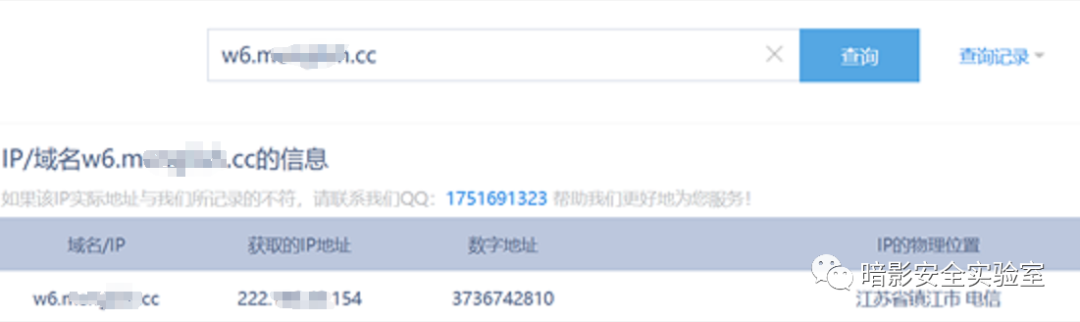 w6.m .cc
查询
查询记录
IP/域名w6.m .cc的信息
如果该IP实际地址与我们所记录的不符，请联系我们QQ：1751691323 帮助我们更好地为您服务！
域名/IP 获取的IP地址 数字地址 IP的物理位置
暗影安全实验室
w6.m .cc 222. .154 3736742810 江苏省镇江市 电信